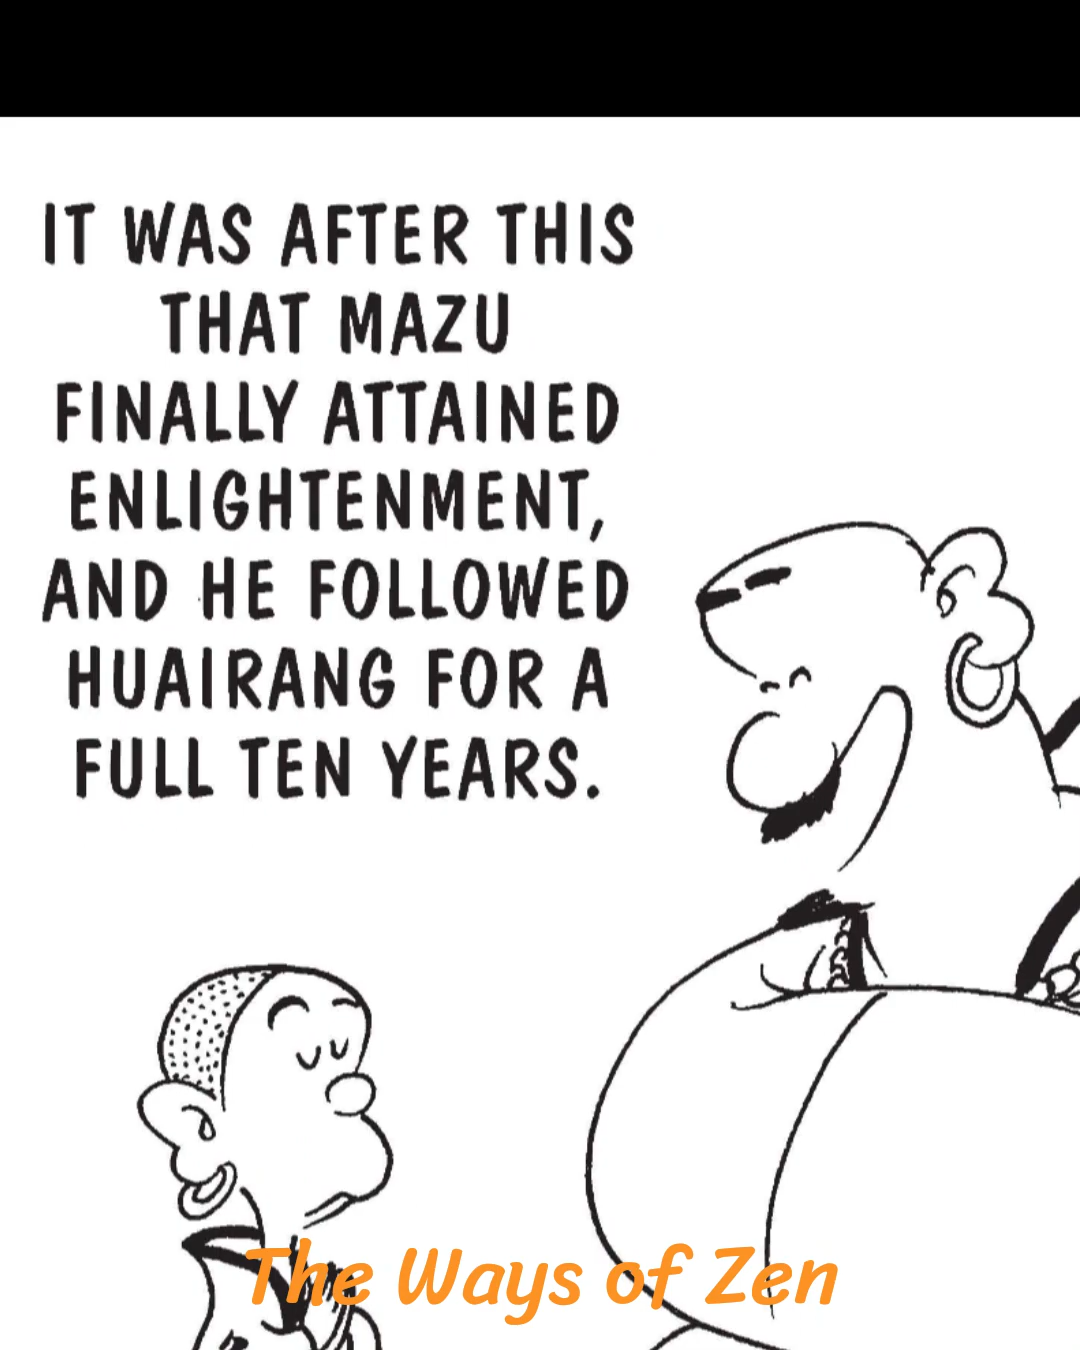 IT WAS AFTER THIS
THAT MAZU
FINALLY ATTAINED
ENLIGHTENMENT,
AND HE FOLLOWED
HUAIRANG FOR A
FULL TEN YEARS.
The Ways of Zen